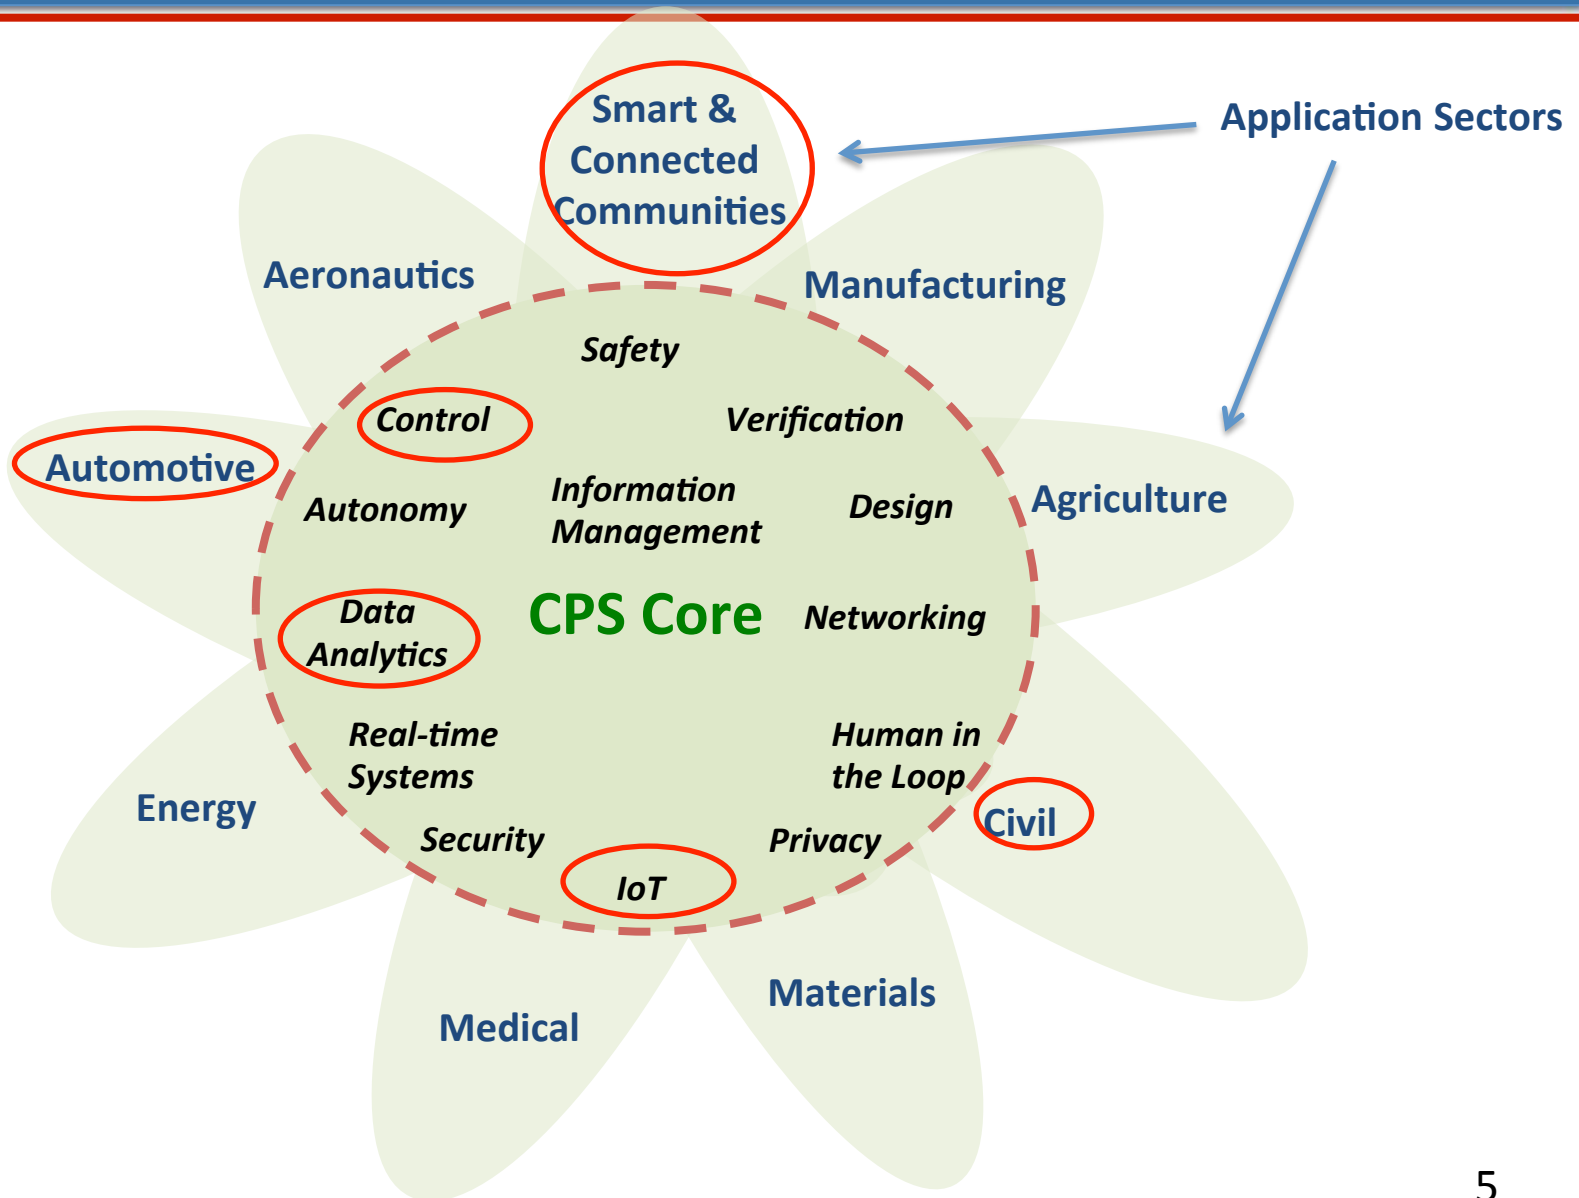 Smart &
Connected
Communities
Application Sectors
Aeronautics
Manufacturing
Safety
Control
Verification
Automotive
Autonomy
Information
Management
Design
Agriculture
Data
Analytics
CPS Core
Networking
Real-time
Systems
Human in
the Loop
Energy
Civil
Security
Privacy
IoT
Materials
Medical
5